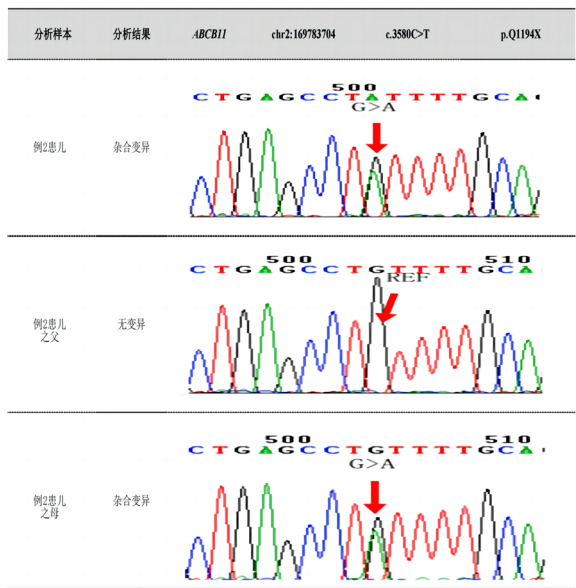 分析样本 分析结果 ABCB11 chr2:169783704 c.3580C>T p.Q1194X
500
C T G A G C C T A T T T T G C A
G>A
例2患儿 杂合变异
500 510
C T G A G C C T G T T T T G C A
REF
例2患儿之父 无变异
500 510
C T G A G C C T G T T T T G C A
G>A
例2患儿之母 杂合变异